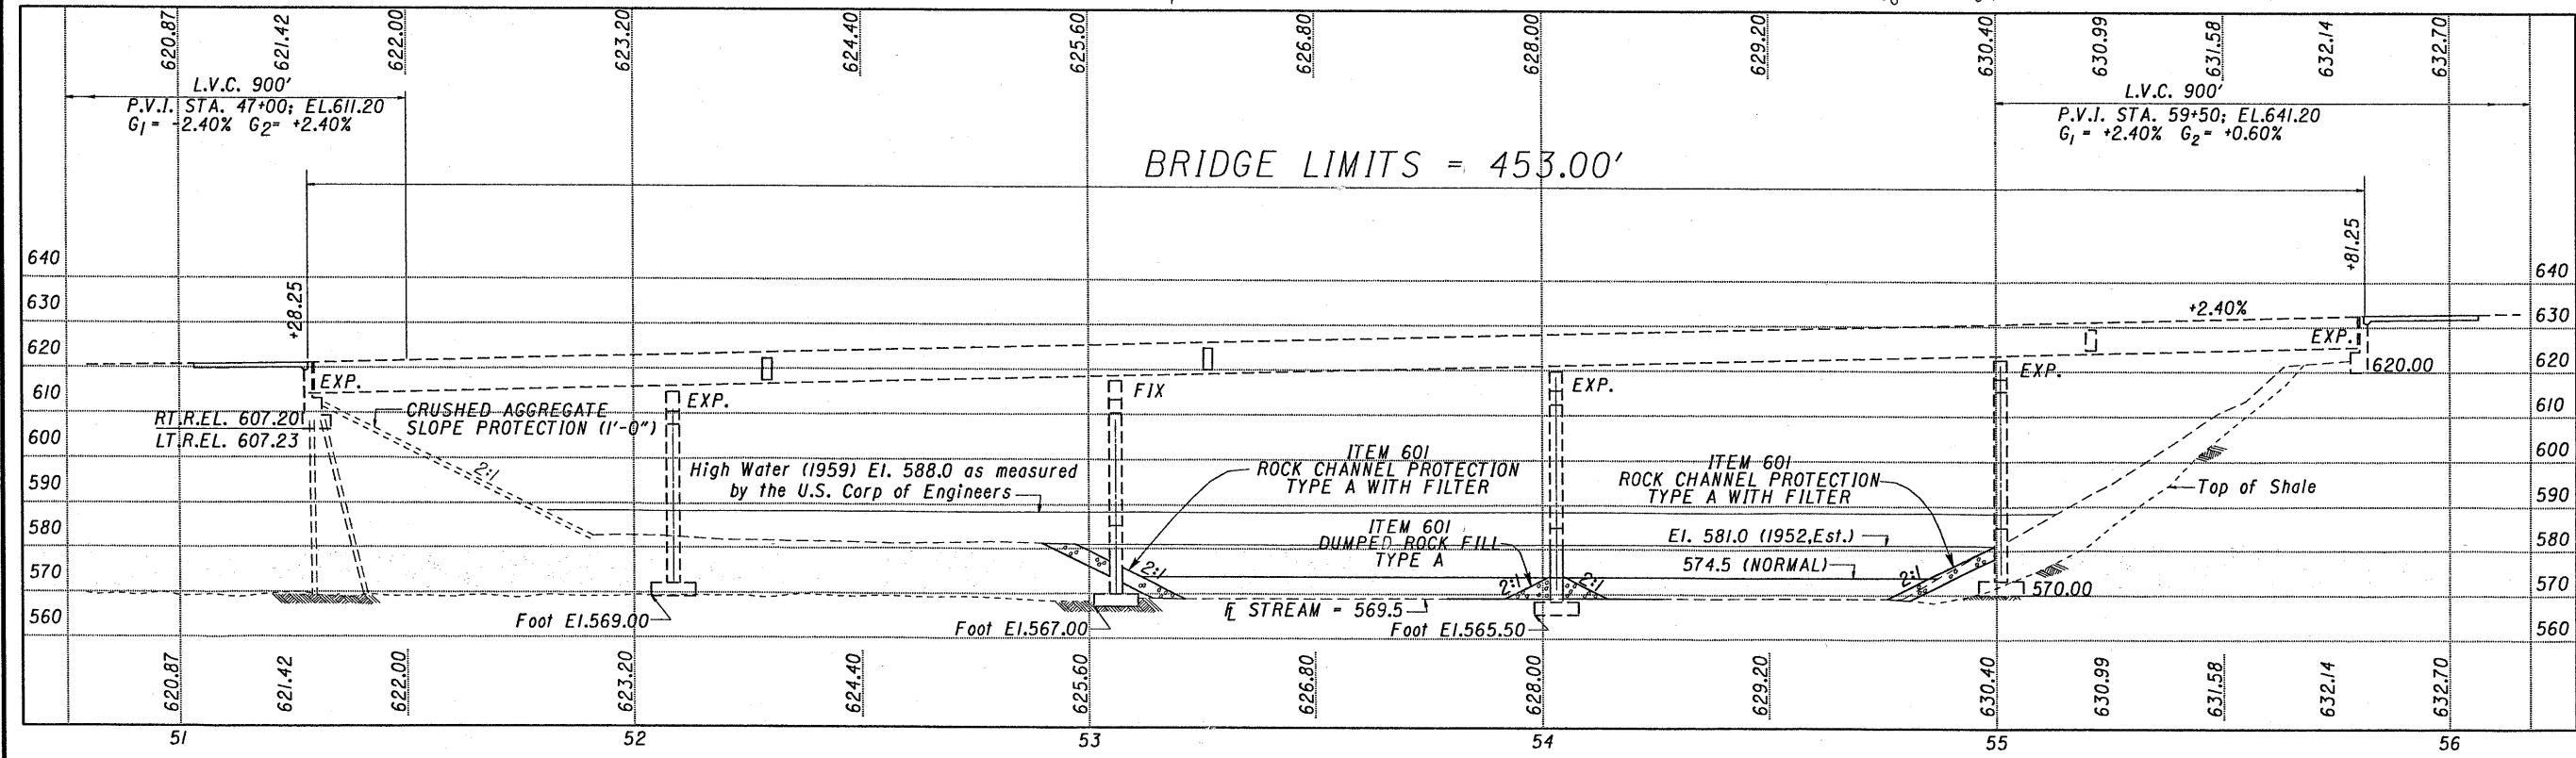 620.87
621.42
622.00
623.20
624.40
625.60
626.80
628.00
629.20
630.40
630.99
631.58
632.14
632.70
L.V.C. 900'
P.V.I. STA. 47+00; EL.611.20
G1 = -2.40% G2= +2.40%
L.V.C. 900'
P.V.I. STA. 59+50; EL.641.20
G1 = +2.40% G2 = +0.60%
BRIDGE LIMITS = 453.00'
+28.25
+81.25
640
630
620
610
600
590
580
570
560
640
630
620
610
600
590
580
570
560
+2.40%
EXP.
EXP.
FIX
EXP.
EXP.
EXP.
620.00
RT.R.EL. 607.20
LT.R.EL. 607.23
CRUSHED AGGREGATE
SLOPE PROTECTION (1'-0")
2:1
High Water (1959) El. 588.0 as measured
by the U.S. Corp of Engineers
ITEM 601
ROCK CHANNEL PROTECTION
TYPE A WITH FILTER
ITEM 601
ROCK CHANNEL PROTECTION
TYPE A WITH FILTER
Top of Shale
ITEM 601
DUMPED ROCK FILL
TYPE A
El. 581.0 (1952,Est.)
574.5 (NORMAL)
2:1
2:1
2:1
2:1
570.00
Foot El.569.00
Foot El.567.00
℄ STREAM = 569.5
Foot El.565.50
620.87
621.42
622.00
623.20
624.40
625.60
626.80
628.00
629.20
630.40
630.99
631.58
632.14
632.70
51
52
53
54
55
56